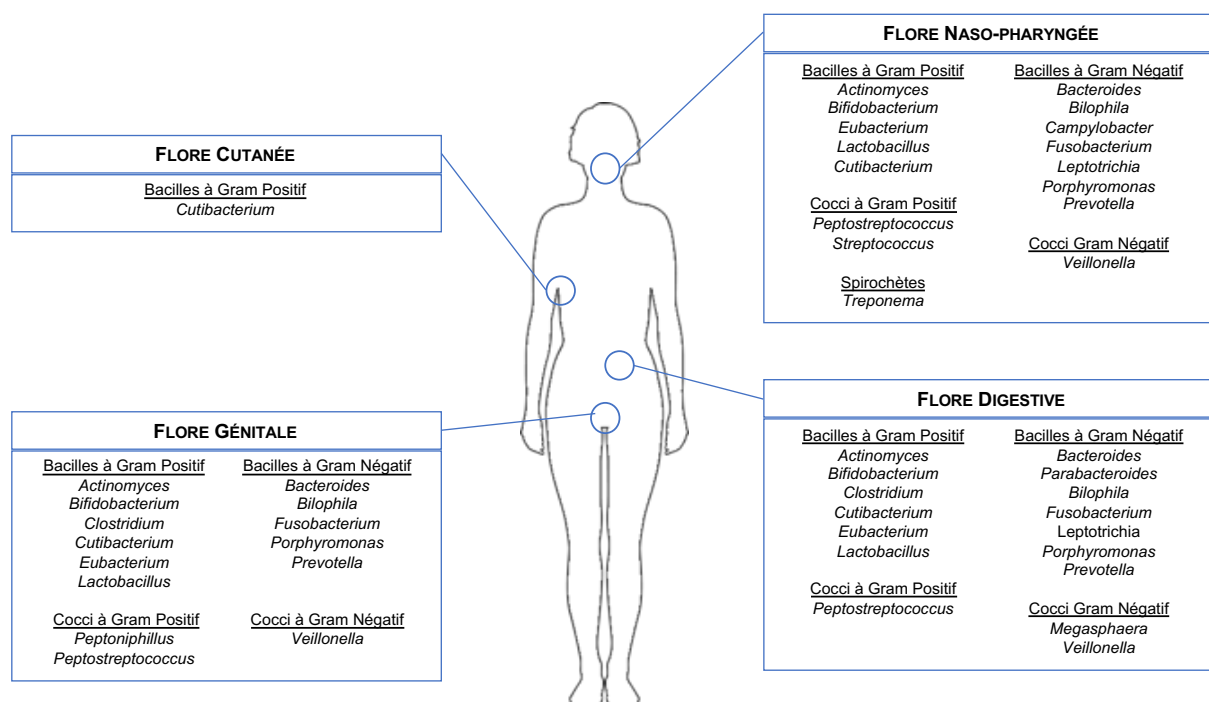 FLORE NASO-PHARYNGÉE
Bacilles à Gram Positif
Actinomyces
Bifidobacterium
Eubacterium
Lactobacillus
Cutibacterium
Cocci à Gram Positif
Peptostreptococcus
Streptococcus
Spirochètes
Treponema
Bacilles à Gram Négatif
Bacteroides
Bilophila
Campylobacter
Fusobacterium
Leptotrichia
Porphyromonas
Prevotella
Cocci Gram Négatif
Veillonella
FLORE CUTANÉE
Bacilles à Gram Positif
Cutibacterium
FLORE GÉNITALE
Bacilles à Gram Positif
Actinomyces
Bifidobacterium
Clostridium
Cutibacterium
Eubacterium
Lactobacillus
Cocci à Gram Positif
Peptoniphillus
Peptostreptococcus
Bacilles à Gram Négatif
Bacteroides
Bilophila
Fusobacterium
Porphyromonas
Prevotella
Cocci à Gram Négatif
Veillonella
FLORE DIGESTIVE
Bacilles à Gram Positif
Actinomyces
Bifidobacterium
Clostridium
Cutibacterium
Eubacterium
Lactobacillus
Cocci à Gram Positif
Peptostreptococcus
Bacilles à Gram Négatif
Bacteroides
Parabacteroides
Bilophila
Fusobacterium
Leptotrichia
Porphyromonas
Prevotella
Cocci Gram Négatif
Megasphaera
Veillonella